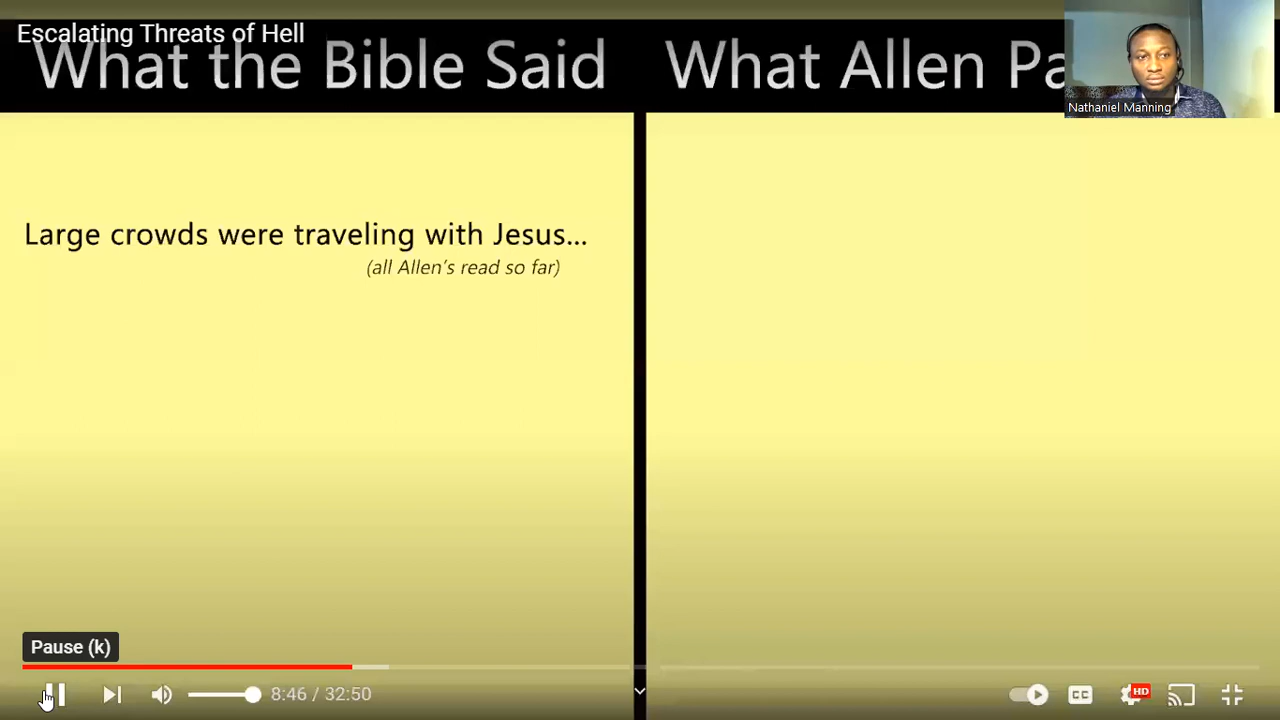 Escalating Threats of Hell
What the Bible Said
What Allen Pa
Nathaniel Manning
Large crowds were traveling with Jesus...
(all Allen's read so far)
Pause (k)
8:46 / 32:50
CC
HD